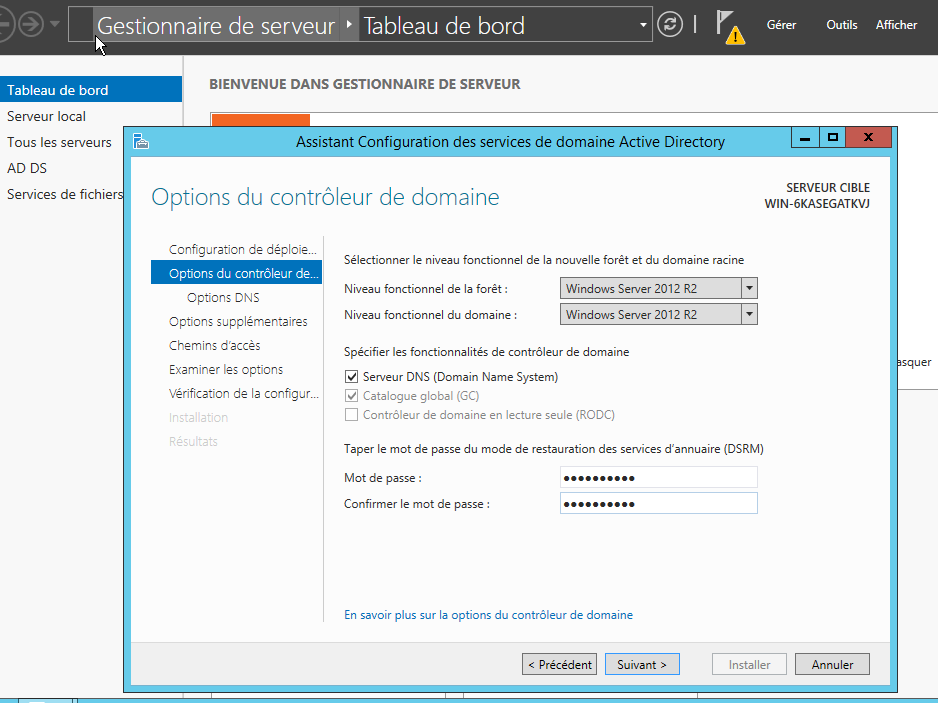 Gestionnaire de serveur Tableau de bord Gérer Outils Afficher
Tableau de bord
Serveur local
Tous les serveurs
AD DS
Services de fichiers
BIENVENUE DANS GESTIONNAIRE DE SERVEUR
Assistant Configuration des services de domaine Active Directory
Options du contrôleur de domaine
SERVEUR CIBLE
WIN-6KASEGATKVJ
Configuration de déploie...
Options du contrôleur de...
Options DNS
Options supplémentaires
Chemins d'accès
Examiner les options
Vérification de la configur...
Installation
Résultats
Sélectionner le niveau fonctionnel de la nouvelle forêt et du domaine racine
Niveau fonctionnel de la forêt : Windows Server 2012 R2
Niveau fonctionnel du domaine : Windows Server 2012 R2
Spécifier les fonctionnalités de contrôleur de domaine
Serveur DNS (Domain Name System)
Catalogue global (GC)
Contrôleur de domaine en lecture seule (RODC)
Taper le mot de passe du mode de restauration des services d'annuaire (DSRM)
Mot de passe : ●●●●●●●●●●
Confirmer le mot de passe : ●●●●●●●●●●
En savoir plus sur la options du contrôleur de domaine
< Précédent Suivant > Installer Annuler
asquer